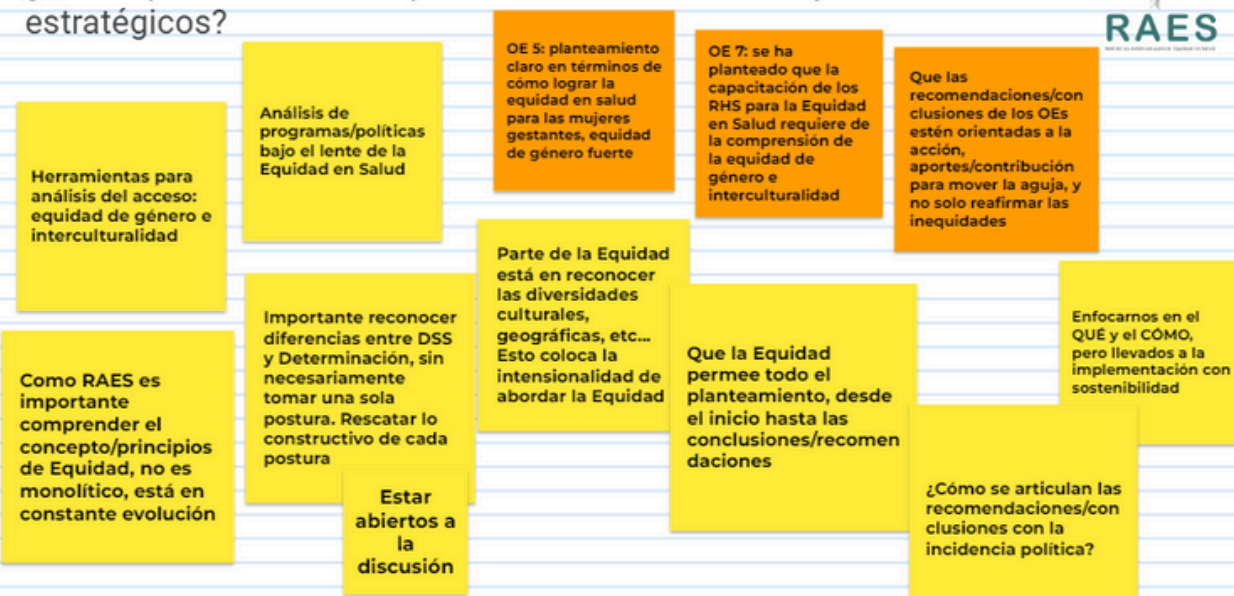 estratégicos?
RAES
OE 5: planteamiento
claro en términos de
cómo lograr la
equidad en salud
para las mujeres
gestantes, equidad
de género fuerte
OE 7: se ha
planteado que la
capacitación de los
RHS para la Equidad
en Salud requiere de
la comprensión de
la equidad de
género e
interculturalidad
Que las
recomendaciones/con
clusiones de los OEs
estén orientadas a la
acción,
aportes/contribución
para mover la aguja, y
no solo reafirmar las
inequidades
Herramientas para
análisis del acceso:
equidad de género e
interculturalidad
Análisis de
programas/políticas
bajo el lente de la
Equidad en Salud
Parte de la Equidad
está en reconocer
las diversidades
culturales,
geográficas, etc...
Esto coloca la
intensionalidad de
abordar la Equidad
Importante reconocer
diferencias entre DSS
y Determinación, sin
necesariamente
tomar una sola
postura. Rescatar lo
constructivo de cada
postura
Que la Equidad
permee todo el
planteamiento, desde
el inicio hasta las
conclusiones/recomen
daciones
Enfocarnos en el
QUÉ y el CÓMO,
pero llevados a la
implementación con
sostenibilidad
Como RAES es
importante
comprender el
concepto/principios
de Equidad, no es
monolítico, está en
constante evolución
Estar
abiertos a
la
discusión
¿Cómo se articulan las
recomendaciones/con
clusiones con la
incidencia política?